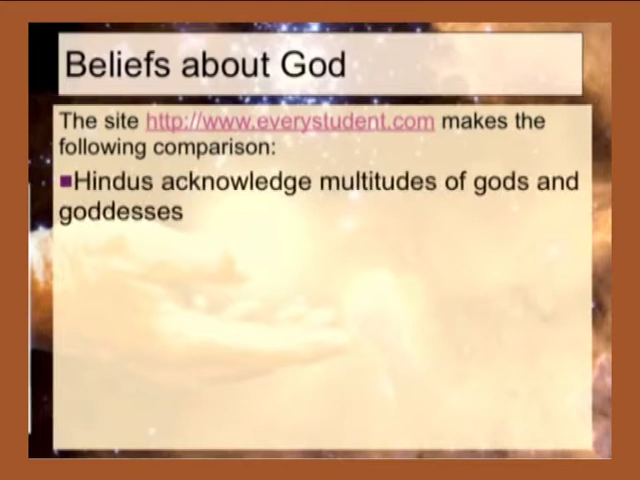 Beliefs about God
The site http://www.everystudent.com makes the
following comparison:
■Hindus acknowledge multitudes of gods and
goddesses